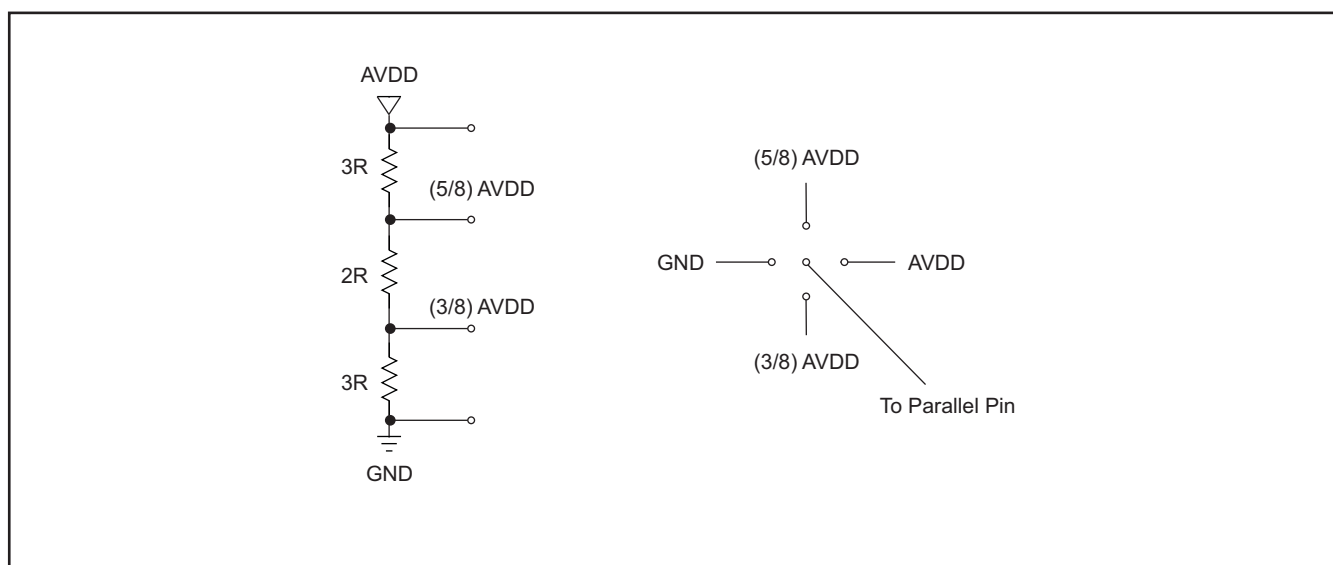 AVDD
3R
(5/8) AVDD
2R
(3/8) AVDD
3R
GND
(5/8) AVDD
GND
AVDD
(3/8) AVDD
To Parallel Pin